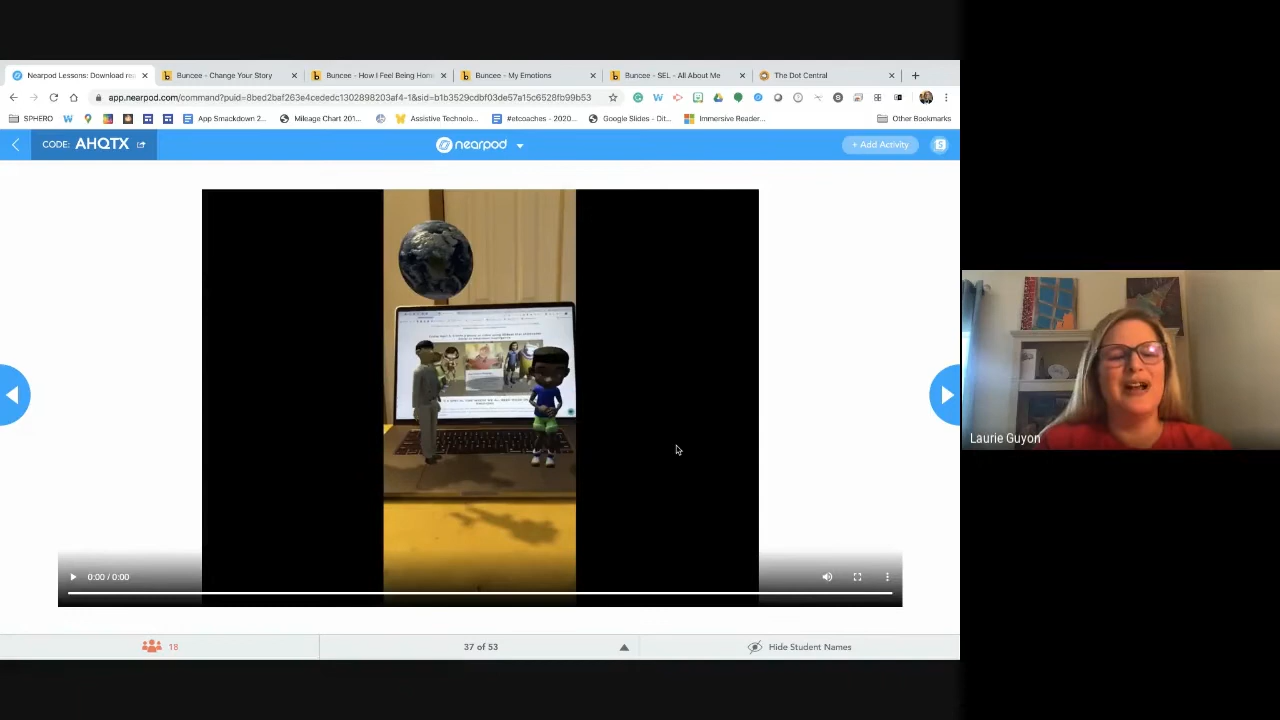 Nearpod Lessons: Download re
Buncee - Change Your Story
Buncee - How I Feel Being Hom
Buncee - My Emotions
Buncee - SEL - All About Me
The Dot Central
app.nearpod.com/command?puid=8bed2baf263e4cededc1302898203af4-1&sid=b1b3529cdbf03de57a15c6528fb99b53
SPHERO
App Smackdown 2...
Mileage Chart 201...
Assistive Technolo...
#etcoaches - 2020...
Google Slides - Dit...
Immersive Reader...
Other Bookmarks
CODE: AHQTX
nearpod
+ Add Activity
S
0:00 / 0:00
18
37 of 53
Hide Student Names
Laurie Guyon